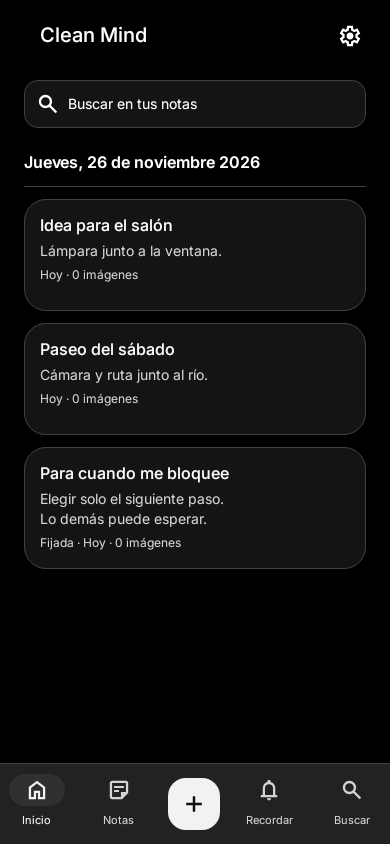 Clean Mind
Buscar en tus notas
Jueves, 26 de noviembre 2026
Idea para el salón
Lámpara junto a la ventana.
Hoy · 0 imágenes
Paseo del sábado
Cámara y ruta junto al río.
Hoy · 0 imágenes
Para cuando me bloquee
Elegir solo el siguiente paso.
Lo demás puede esperar.
Fijada · Hoy · 0 imágenes
Inicio
Notas
Recordar
Buscar